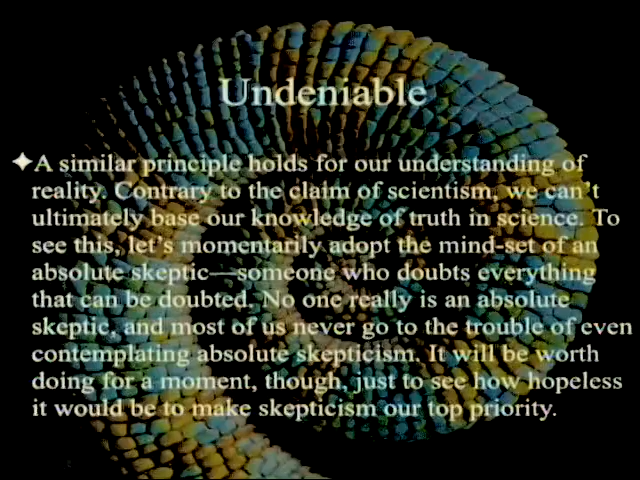 Undeniable
✦A similar principle holds for our understanding of
reality. Contrary to the claim of scientism, we can't
ultimately base our knowledge of truth in science. To
see this, let's momentarily adopt the mind-set of an
absolute skeptic—someone who doubts everything
that can be doubted. No one really is an absolute
skeptic, and most of us never go to the trouble of even
contemplating absolute skepticism. It will be worth
doing for a moment, though, just to see how hopeless
it would be to make skepticism our top priority.